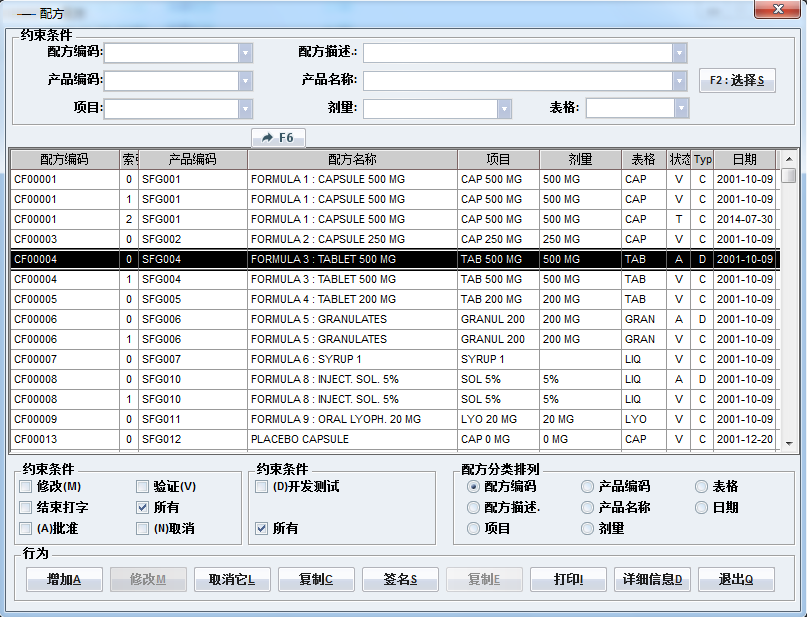 配方
约束条件
配方编码: 配方描述.:
产品编码: 产品名称: F2:选择S
项目: 剂量: 表格:
F6
配方编码 索引 产品编码 配方名称 项目 剂量 表格 状态 Typ 日期
CF00001 0 SFG001 FORMULA 1 : CAPSULE 500 MG CAP 500 MG 500 MG CAP V C 2001-10-09
CF00001 1 SFG001 FORMULA 1 : CAPSULE 500 MG CAP 500 MG 500 MG CAP V C 2001-10-09
CF00001 2 SFG001 FORMULA 1 : CAPSULE 500 MG CAP 500 MG 500 MG CAP T C 2014-07-30
CF00003 0 SFG002 FORMULA 2 : CAPSULE 250 MG CAP 250 MG 250 MG CAP V C 2001-10-09
CF00004 0 SFG004 FORMULA 3 : TABLET 500 MG TAB 500 MG 500 MG TAB A D 2001-10-09
CF00004 1 SFG004 FORMULA 3 : TABLET 500 MG TAB 500 MG 500 MG TAB V C 2001-10-09
CF00005 0 SFG005 FORMULA 4 : TABLET 200 MG TAB 200 MG 200 MG TAB V C 2001-10-09
CF00006 0 SFG006 FORMULA 5 : GRANULATES GRANUL 200 200 MG GRAN A D 2001-10-09
CF00006 1 SFG006 FORMULA 5 : GRANULATES GRANUL 200 200 MG GRAN V C 2001-10-09
CF00007 0 SFG007 FORMULA 6 : SYRUP 1 SYRUP 1 LIQ V C 2001-10-09
CF00008 0 SFG010 FORMULA 8 : INJECT. SOL. 5% SOL 5% 5% LIQ A D 2001-10-09
CF00008 1 SFG010 FORMULA 8 : INJECT. SOL. 5% SOL 5% 5% LIQ V C 2001-10-09
CF00009 0 SFG011 FORMULA 9 : ORAL LYOPH. 20 MG LYO 20 MG 20 MG LYO V C 2001-10-09
CF00013 0 SFG012 PLACEBO CAPSULE CAP 0 MG 0 MG CAP V C 2001-12-20
约束条件 约束条件 配方分类排列
修改(M) 验证(V) (D)开发测试 配方编码 产品编码 表格
结束打字 所有 配方描述. 产品名称 日期
(A)批准 (N)取消 所有 项目 剂量
行为
增加A 修改M 取消它L 复制C 签名S 复制E 打印I 详细信息D 退出Q